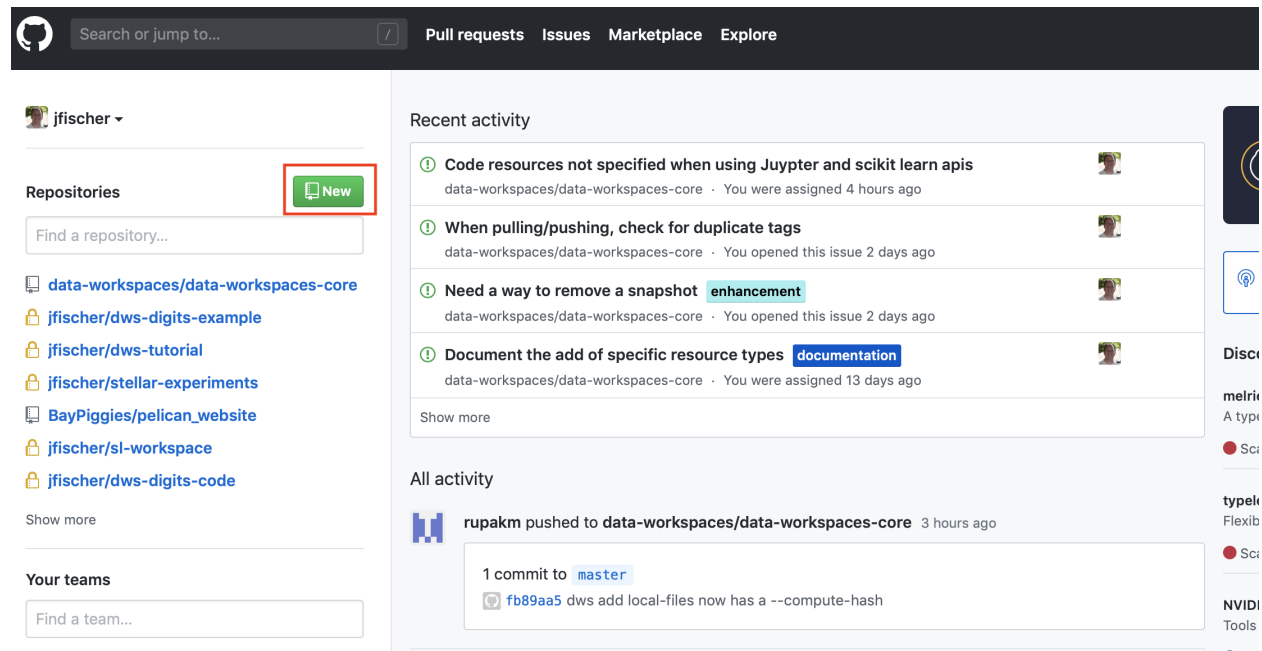 Search or jump to... /
Pull requests Issues Marketplace Explore
jfischer
Repositories
New
Find a repository...
data-workspaces/data-workspaces-core
jfischer/dws-digits-example
jfischer/dws-tutorial
jfischer/stellar-experiments
BayPiggies/pelican_website
jfischer/sl-workspace
jfischer/dws-digits-code
Show more
Your teams
Find a team...
Recent activity
Code resources not specified when using Juypter and scikit learn apis
data-workspaces/data-workspaces-core · You were assigned 4 hours ago
When pulling/pushing, check for duplicate tags
data-workspaces/data-workspaces-core · You opened this issue 2 days ago
Need a way to remove a snapshot enhancement
data-workspaces/data-workspaces-core · You opened this issue 2 days ago
Document the add of specific resource types documentation
data-workspaces/data-workspaces-core · You were assigned 13 days ago
Show more
All activity
rupakm pushed to data-workspaces/data-workspaces-core 3 hours ago
1 commit to master
fb89aa5 dws add local-files now has a --compute-hash
A type
Tools